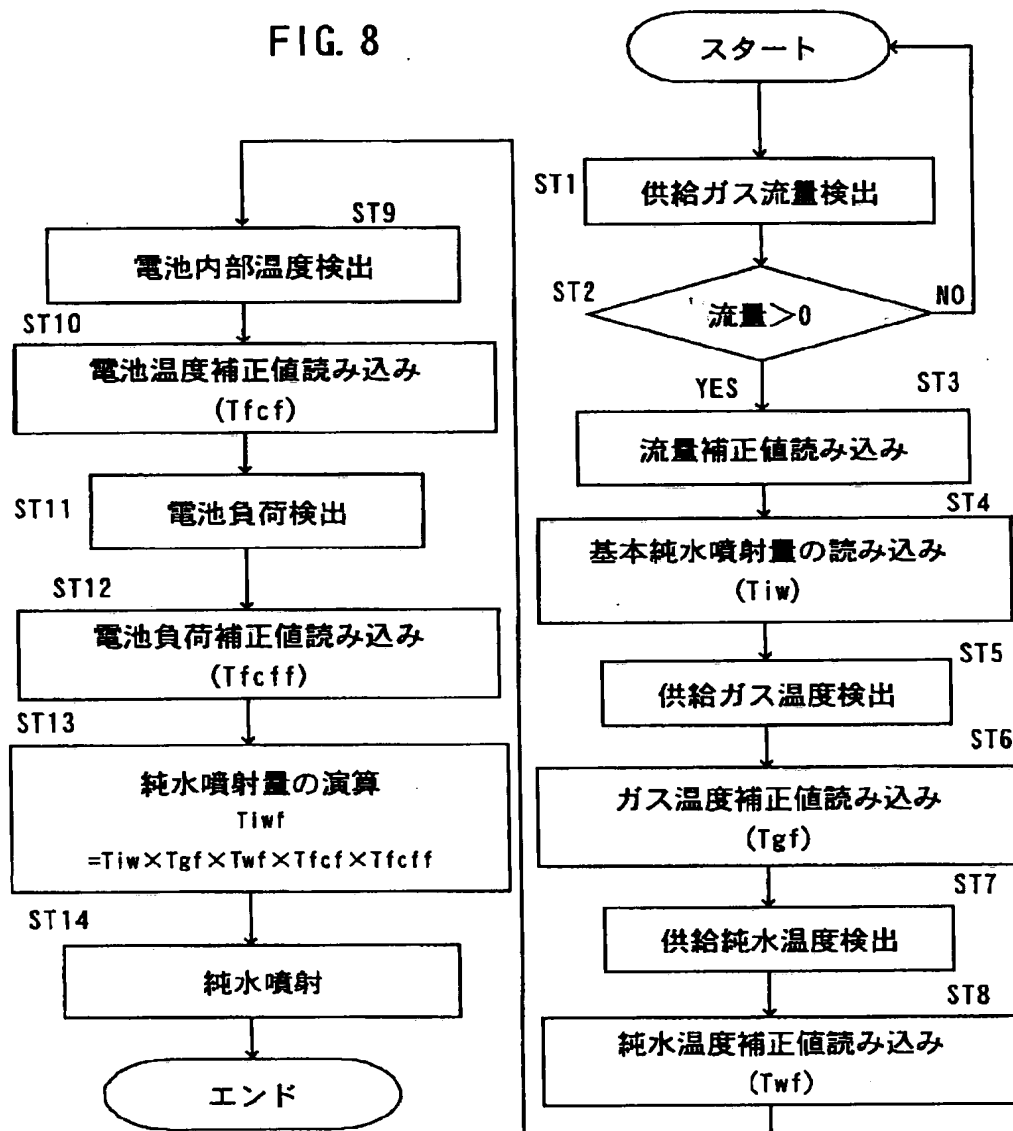 FIG. 8
スタート
ST1
供給ガス流量検出
ST2
流量>0
NO
YES
ST3
流量補正値読み込み
ST4
基本純水噴射量の読み込み
(Tiw)
ST5
供給ガス温度検出
ST6
ガス温度補正値読み込み
(Tgf)
ST7
供給純水温度検出
ST8
純水温度補正値読み込み
(Twf)
ST9
電池内部温度検出
ST10
電池温度補正値読み込み
(Tfcf)
ST11
電池負荷検出
ST12
電池負荷補正値読み込み
(Tfcff)
ST13
純水噴射量の演算
Tiwf
=Tiw×Tgf×Twf×Tfcf×Tfcff
ST14
純水噴射
エンド